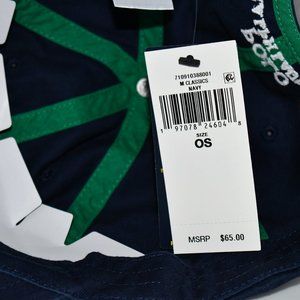 710910388001
M CLASSICS
NAVY
1 97078 24604 8
SIZE
OS
MSRP $65.00